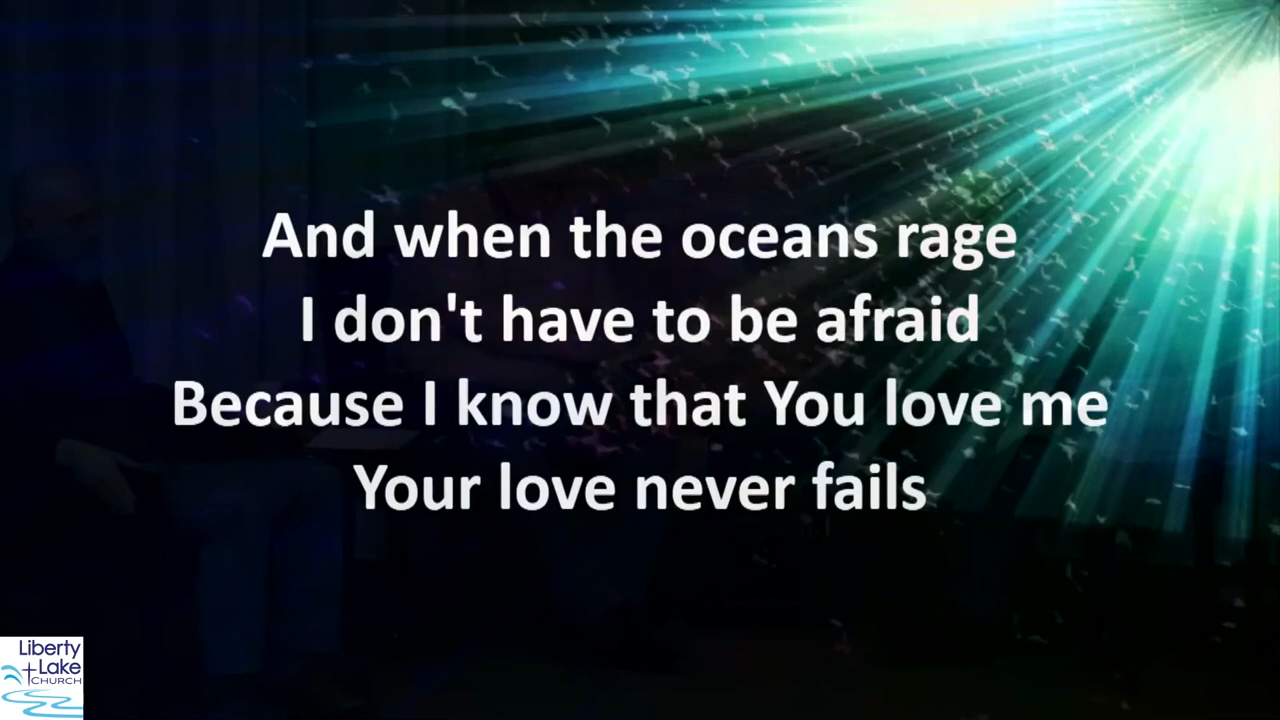 And when the oceans rage
I don't have to be afraid
Because I know that You love me
Your love never fails
Liberty
Lake
CHURCH